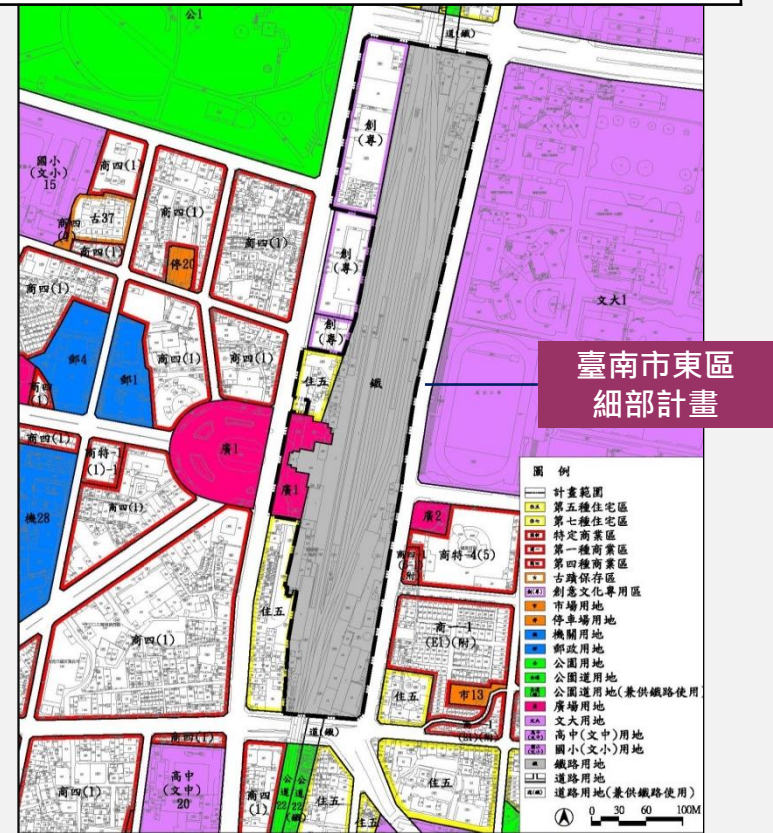 公1
道(鐵)
創
(專)
國小
(文小)
15
商四(1)
古37
商四(1)
商四(1)
商四(1)
停20
創
(專)
文大1
商四(1)
郵4
郵1
商四(1)
商四(1)
創
(專)
住五
鐵
臺南市東區
細部計畫
商四(1)
商特-1
(1)-1
廣1
廣1
機28
商四(1)
廣2
商特-4(5)
住五
商四(1)
商一-1
(E1)(附)
住五
市13
道(鐵)
商四(1)
商四(1)
高中
(文中)
20
商四
(1)
公道
22
公道
22
(鐵)
住五
住五
住五
圖 例
計畫範圍
第五種住宅區
第七種住宅區
特定商業區
第一種商業區
第四種商業區
古蹟保存區
創意文化專用區
市場用地
停車場用地
機關用地
郵政用地
公園用地
公園道用地
公園道用地(兼供鐵路使用)
廣場用地
文大用地
高中(文中)用地
國小(文小)用地
鐵路用地
道路用地
道路用地(兼供鐵路使用)
0 30 60 100M